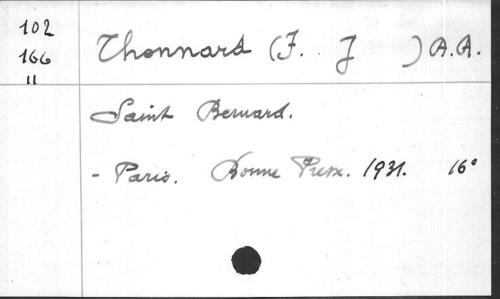 102
166
11
Thonnard (F. J ) A.A.
Saint Bernard.
- Paris. Bonne Presse. 1931. 16°